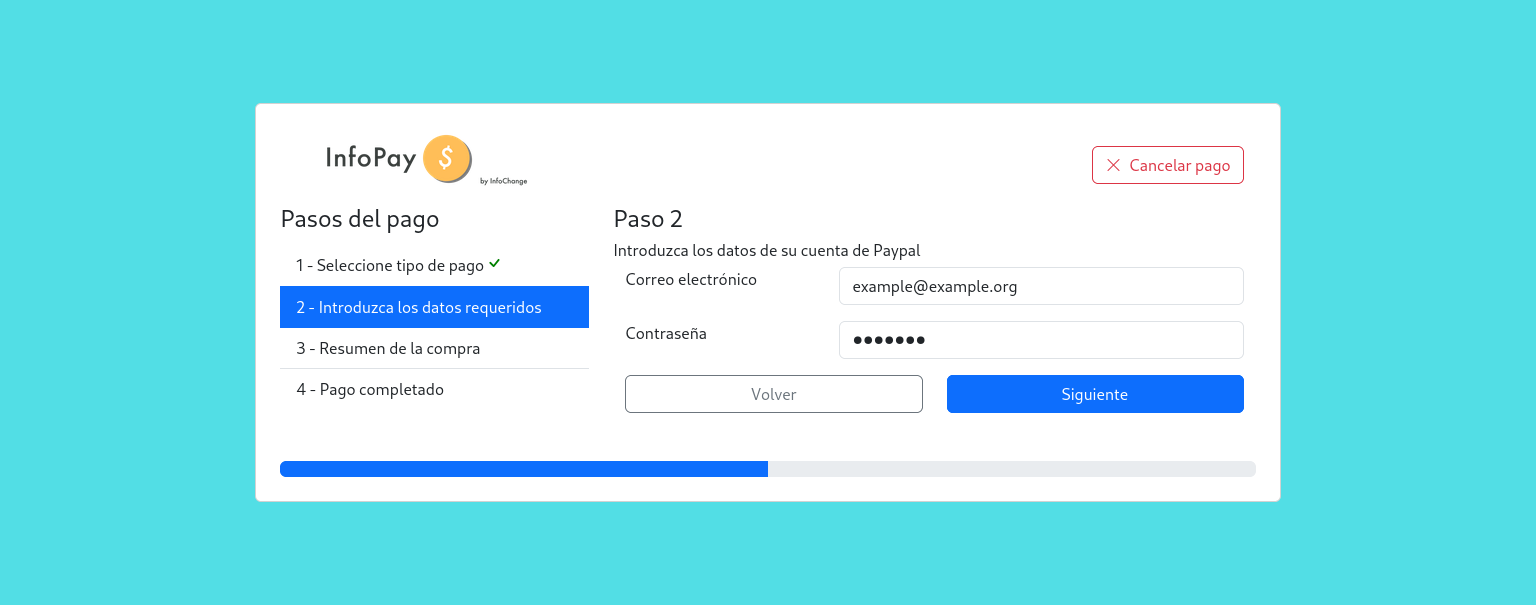 InfoPay $
by InfoChange
Cancelar pago
Pasos del pago
1 - Seleccione tipo de pago
2 - Introduzca los datos requeridos
3 - Resumen de la compra
4 - Pago completado
Paso 2
Introduzca los datos de su cuenta de Paypal
Correo electrónico
example@example.org
Contraseña
●●●●●●●
Volver
Siguiente